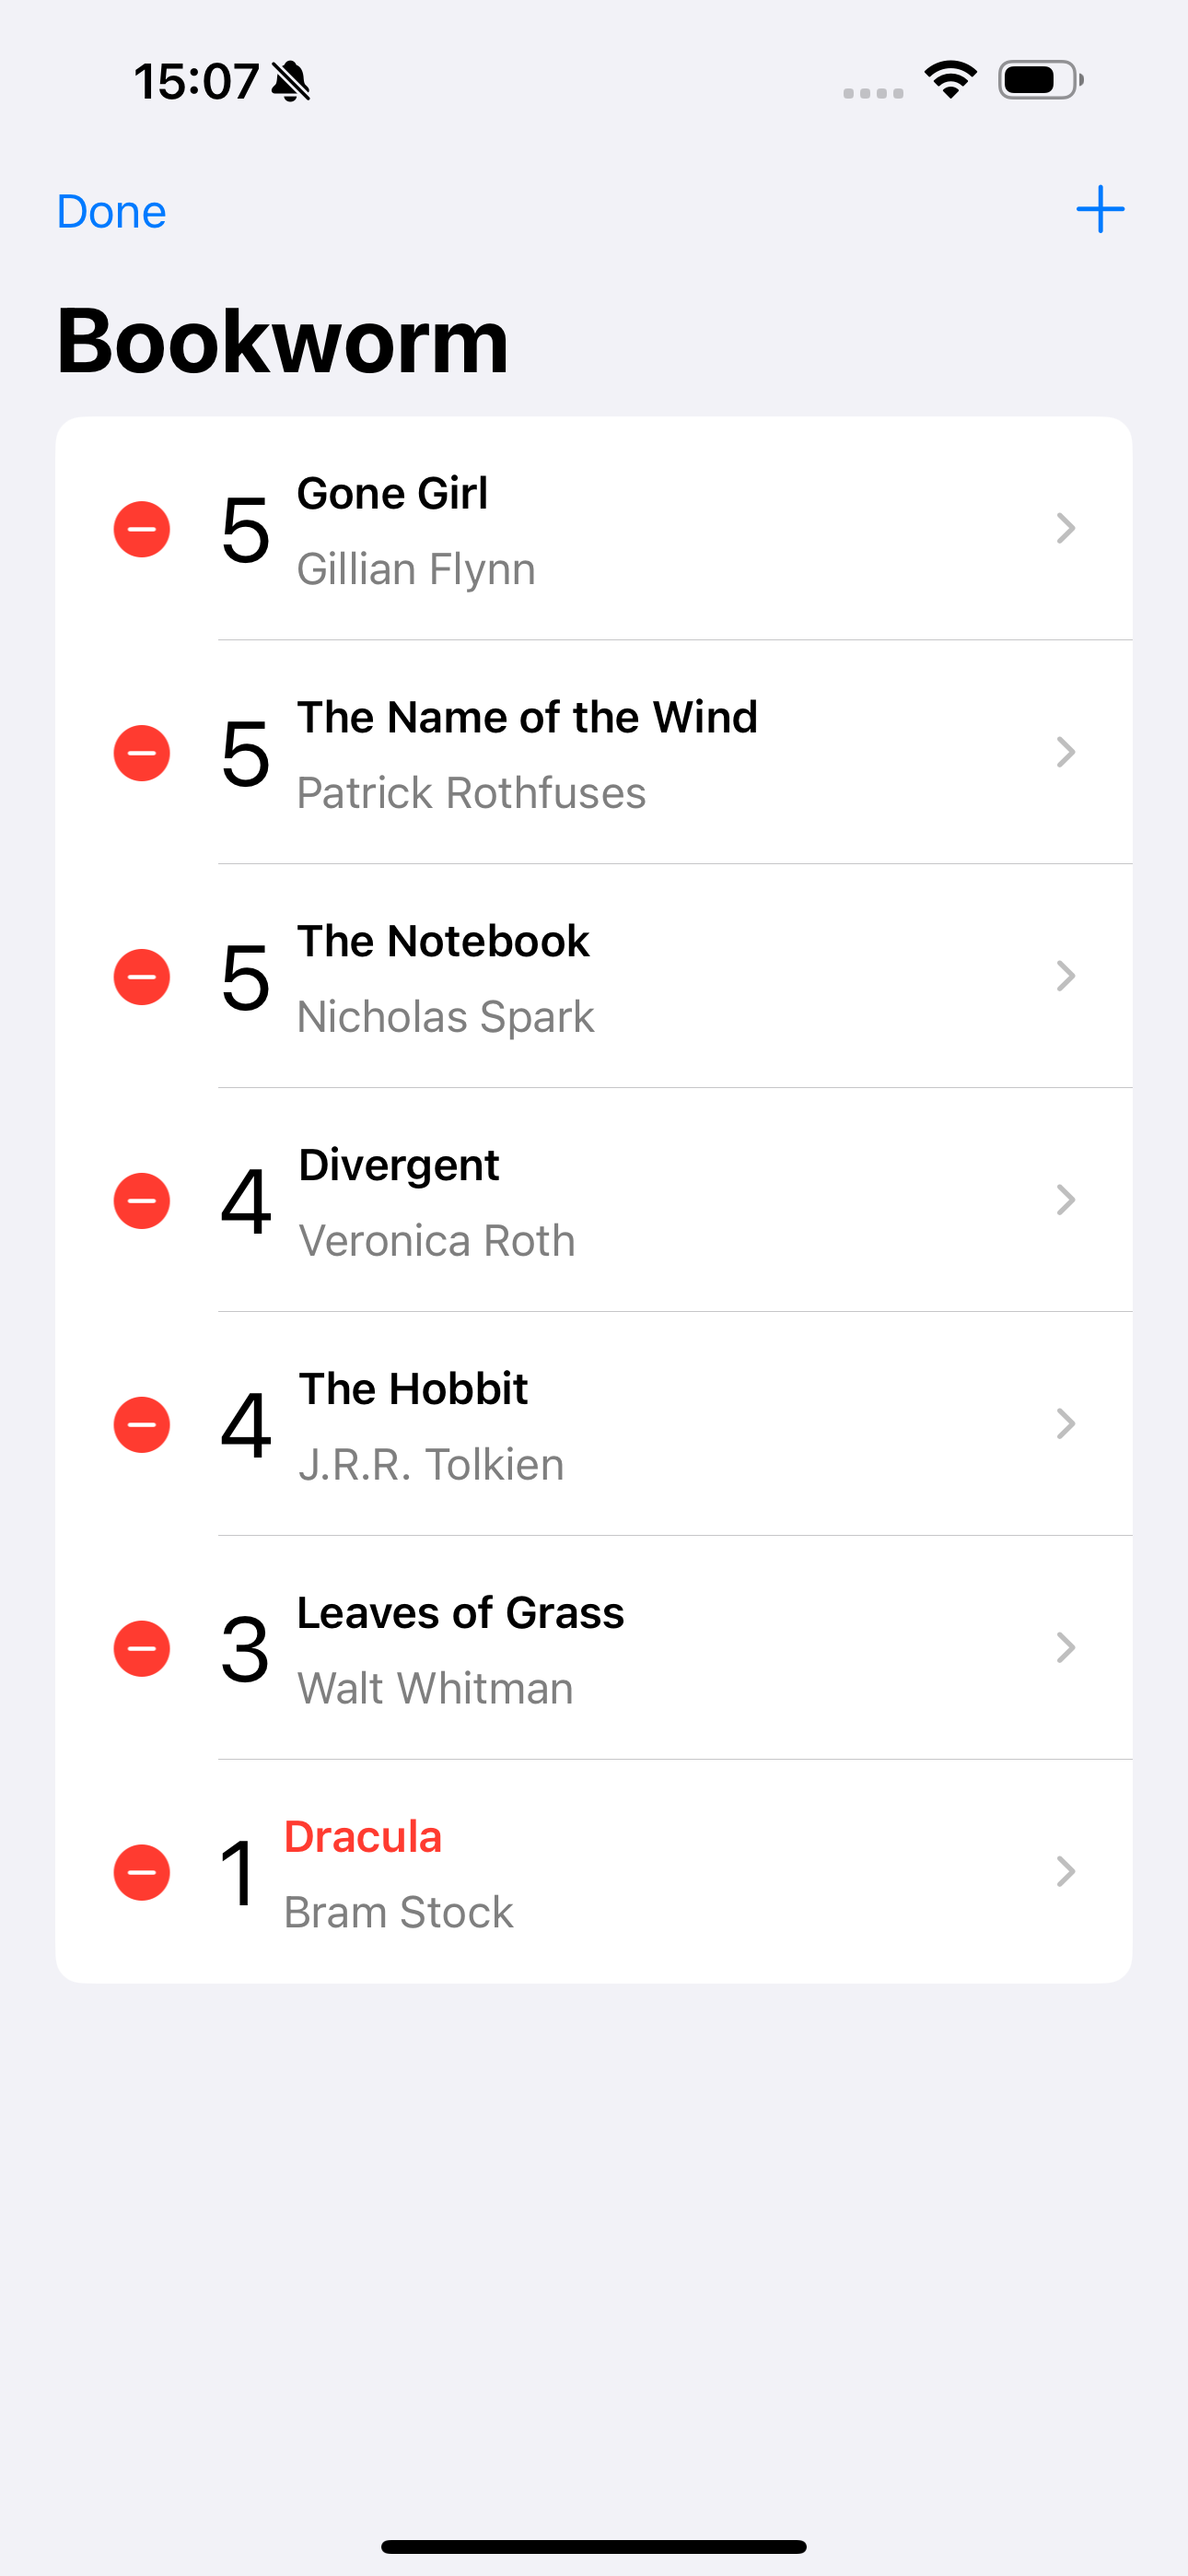 15:07
Done
Bookworm
5
Gone Girl
Gillian Flynn
5
The Name of the Wind
Patrick Rothfuses
5
The Notebook
Nicholas Spark
4
Divergent
Veronica Roth
4
The Hobbit
J.R.R. Tolkien
3
Leaves of Grass
Walt Whitman
1
Dracula
Bram Stock